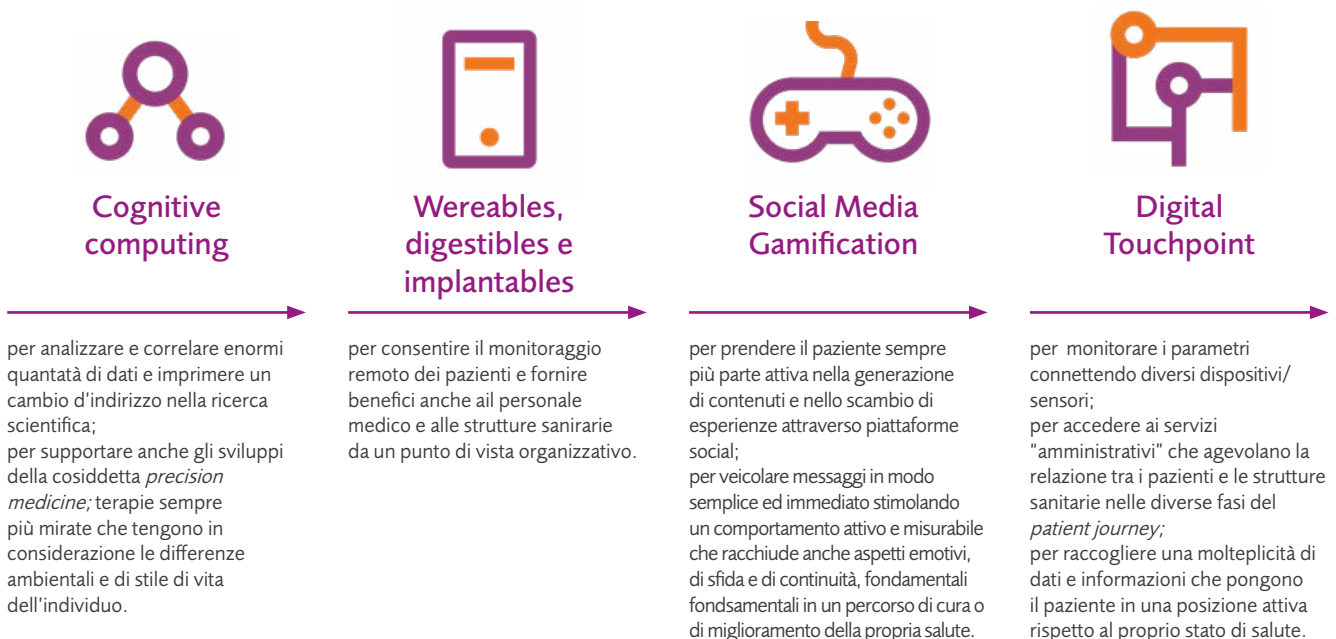 Cognitive
computing
per analizzare e correlare enormi
quantatà di dati e imprimere un
cambio d'indirizzo nella ricerca
scientifica;
per supportare anche gli sviluppi
della cosiddetta precision
medicine; terapie sempre
più mirate che tengono in
considerazione le differenze
ambientali e di stile di vita
dell'individuo.
Wereables,
digestibles e
implantables
per consentire il monitoraggio
remoto dei pazienti e fornire
benefici anche ail personale
medico e alle strutture sanirarie
da un punto di vista organizzativo.
Social Media
Gamification
per prendere il paziente sempre
più parte attiva nella generazione
di contenuti e nello scambio di
esperienze attraverso piattaforme
social;
per veicolare messaggi in modo
semplice ed immediato stimolando
un comportamento attivo e misurabile
che racchiude anche aspetti emotivi,
di sfida e di continuità, fondamentali
fondsamentali in un percorso di cura o
di miglioramento della propria salute.
Digital
Touchpoint
per monitorare i parametri
connettendo diversi dispositivi/
sensori;
per accedere ai servizi
“amministrativi” che agevolano la
relazione tra i pazienti e le strutture
sanitarie nelle diverse fasi del
patient journey;
per raccogliere una molteplicità di
dati e informazioni che pongono
il paziente in una posizione attiva
rispetto al proprio stato di salute.